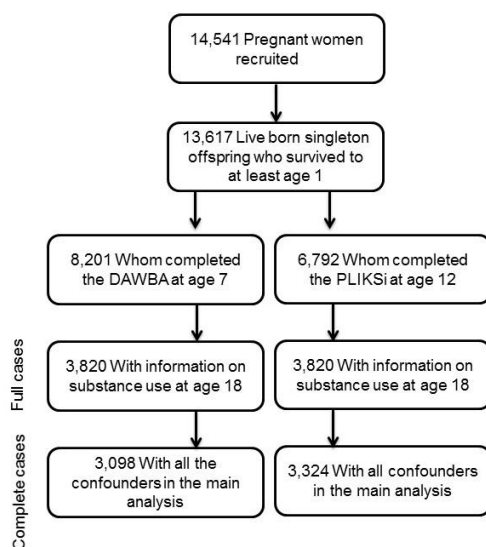 14,541 Pregnant women
recruited
13,617 Live born singleton
offspring who survived to
at least age 1
8,201 Whom completed
the DAWBA at age 7
6,792 Whom completed
the PLIKSi at age 12
Full cases
3,820 With information on
substance use at age 18
3,820 With information on
substance use at age 18
Complete cases
3,098 With all the
confounders in the main
analysis
3,324 With all confounders
in the main analysis